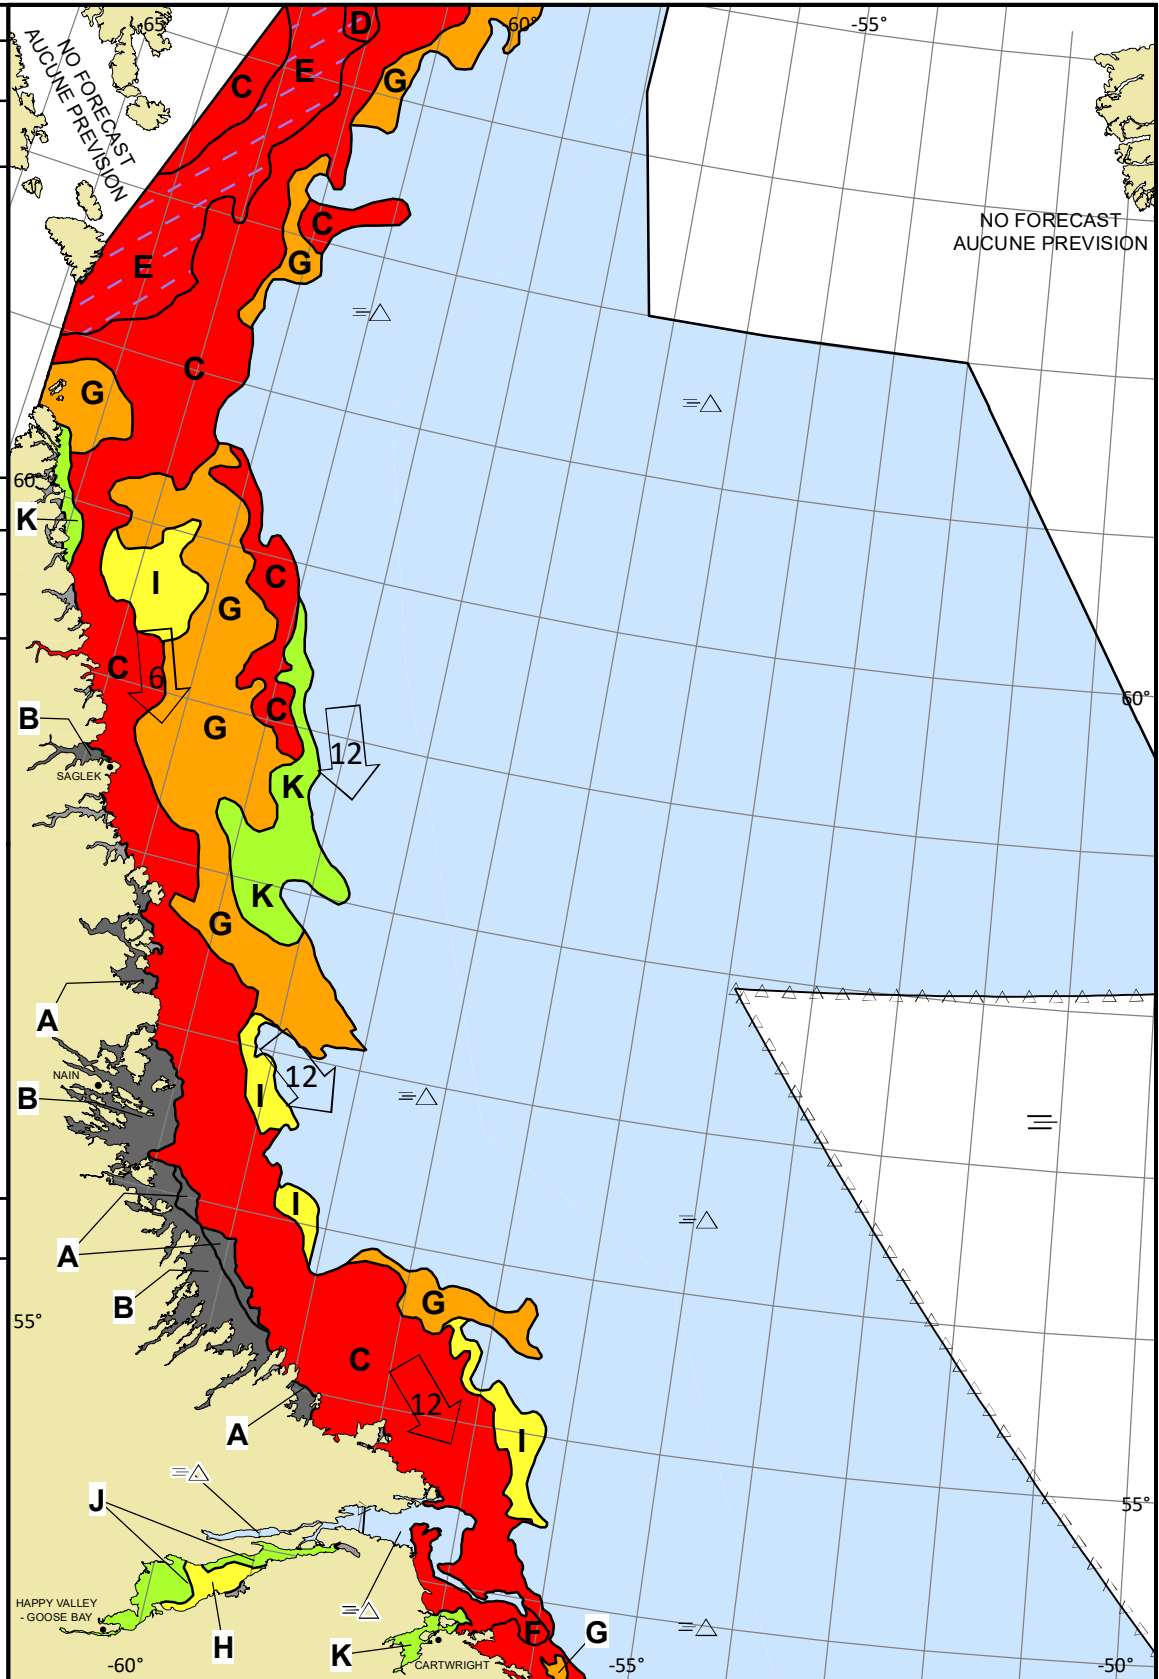 -65°
D
60°
-55°
NO FORECAST
AUCUNE PREVISION
C
E
G
NO FORECAST
AUCUNE PREVISION
C
G
E
C
G
60°
K
I
C
G
C
6
B
C
G
60°
12
SAGLEK
K
K
G
A
NAIN
12
B
I
I
A
B
G
55°
C
12
A
I
J
55°
HAPPY VALLEY
- GOOSE BAY
H
K
CARTWRIGHT
F
G
-60°
-55°
-50°